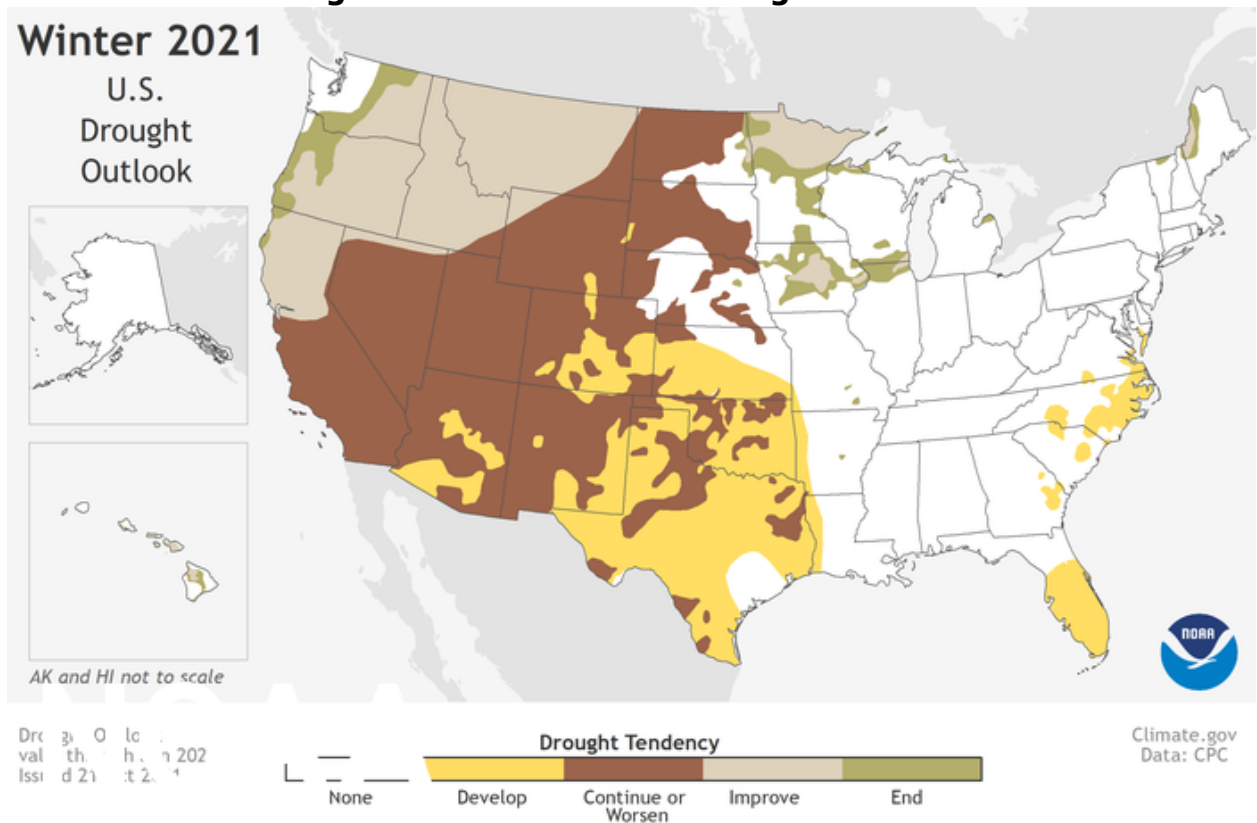 Winter 2021
U.S.
Drought
Outlook
AK and HI not to scale
NOAA
Drought Tendency
None
Develop
Continue or
Worsen
Improve
End
Climate.gov
Data: CPC